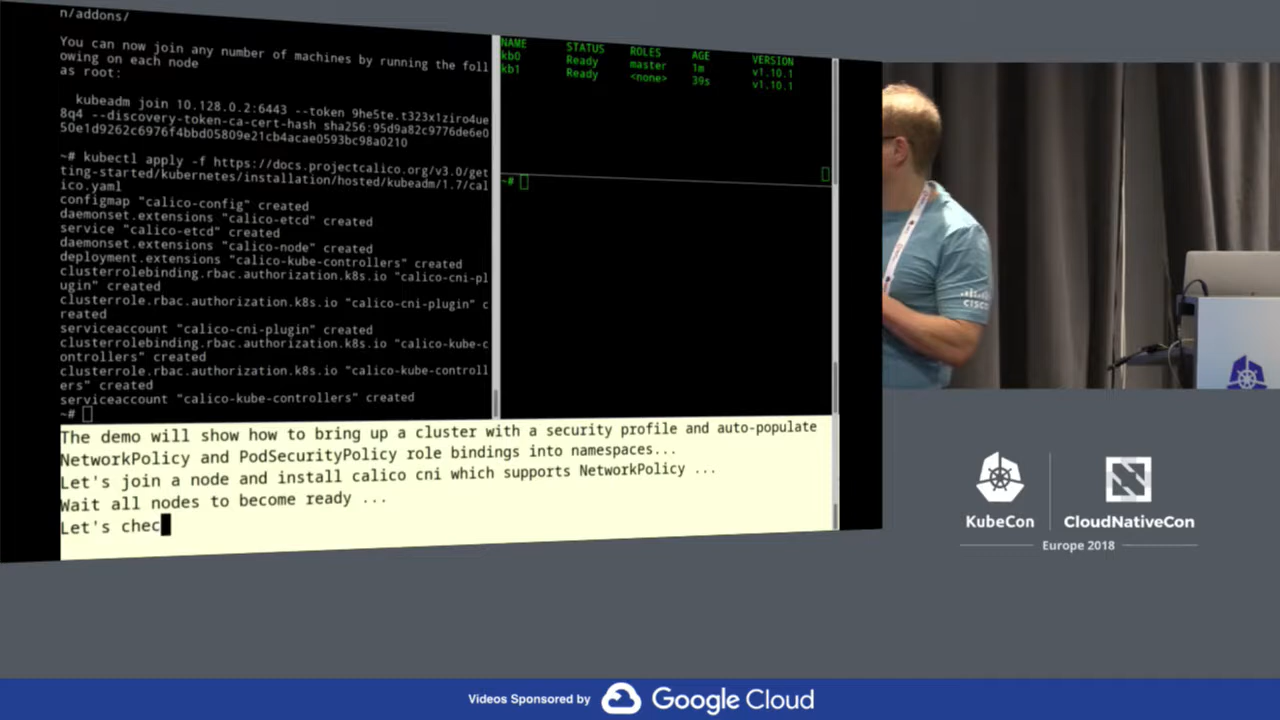 n/addons/
You can now join any number of machines by running the foll
owing on each node
as root:
kubeadm join 10.128.0.2:6443 --token 9he5te.t323x1ziro4ue
8q4 --discovery-token-ca-cert-hash sha256:95d9a82c9776de6e0
50e1d9262c6976f4bbd05809e21cb4acae0593bc98a0210
~# kubectl apply -f https://docs.projectcalico.org/v3.0/get
ting-started/kubernetes/installation/hosted/kubeadm/1.7/cal
ico.yaml
configmap "calico-config" created
daemonset.extensions "calico-etcd" created
service "calico-etcd" created
daemonset.extensions "calico-node" created
deployment.extensions "calico-kube-controllers" created
clusterrolebinding.rbac.authorization.k8s.io "calico-cni-pl
ugin" created
clusterrole.rbac.authorization.k8s.io "calico-cni-plugin" c
reated
serviceaccount "calico-cni-plugin" created
clusterrolebinding.rbac.authorization.k8s.io "calico-kube-c
ontrollers" created
clusterrole.rbac.authorization.k8s.io "calico-kube-controll
ers" created
serviceaccount "calico-kube-controllers" created
~#
NAME STATUS ROLES AGE VERSION
kb0 Ready master 1m v1.10.1
kb1 Ready <none> 39s v1.10.1
~#
The demo will show how to bring up a cluster with a security profile and auto-populate
NetworkPolicy and PodSecurityPolicy role bindings into namespaces...
Let's join a node and install calico cni which supports NetworkPolicy ...
Wait all nodes to become ready ...
Let's chec
CISCO
KubeCon
CloudNativeCon
Europe 2018
Videos Sponsored by Google Cloud